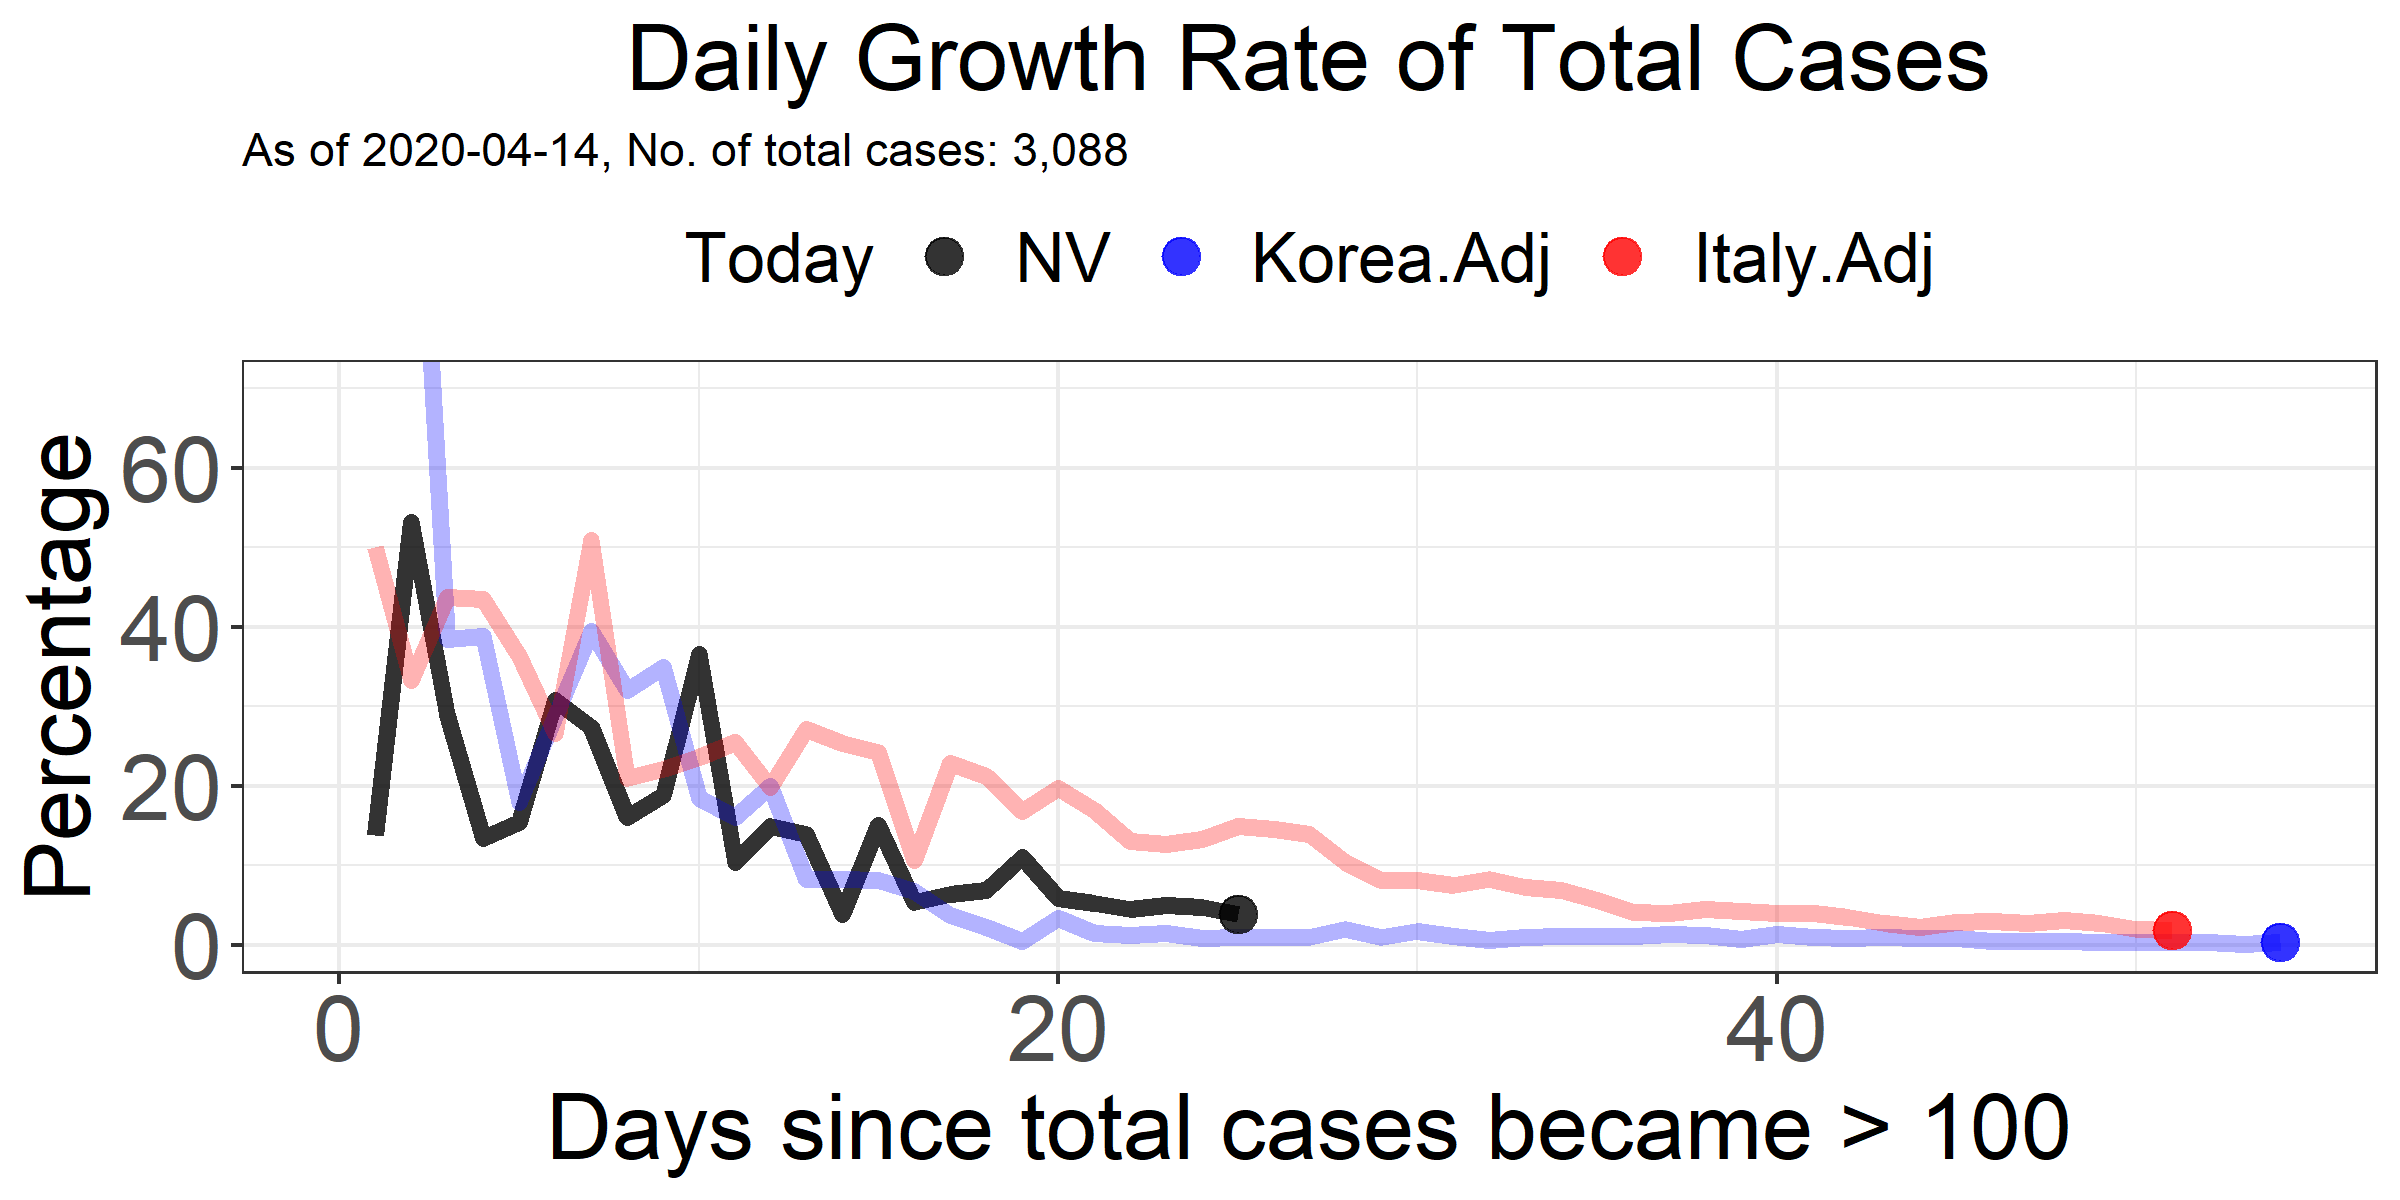 Daily Growth Rate of Total Cases
As of 2020-04-14, No. of total cases: 3,088
Today NV Korea.Adj Italy.Adj
Percentage
60
40
20
0
0 20 40
Days since total cases became > 100